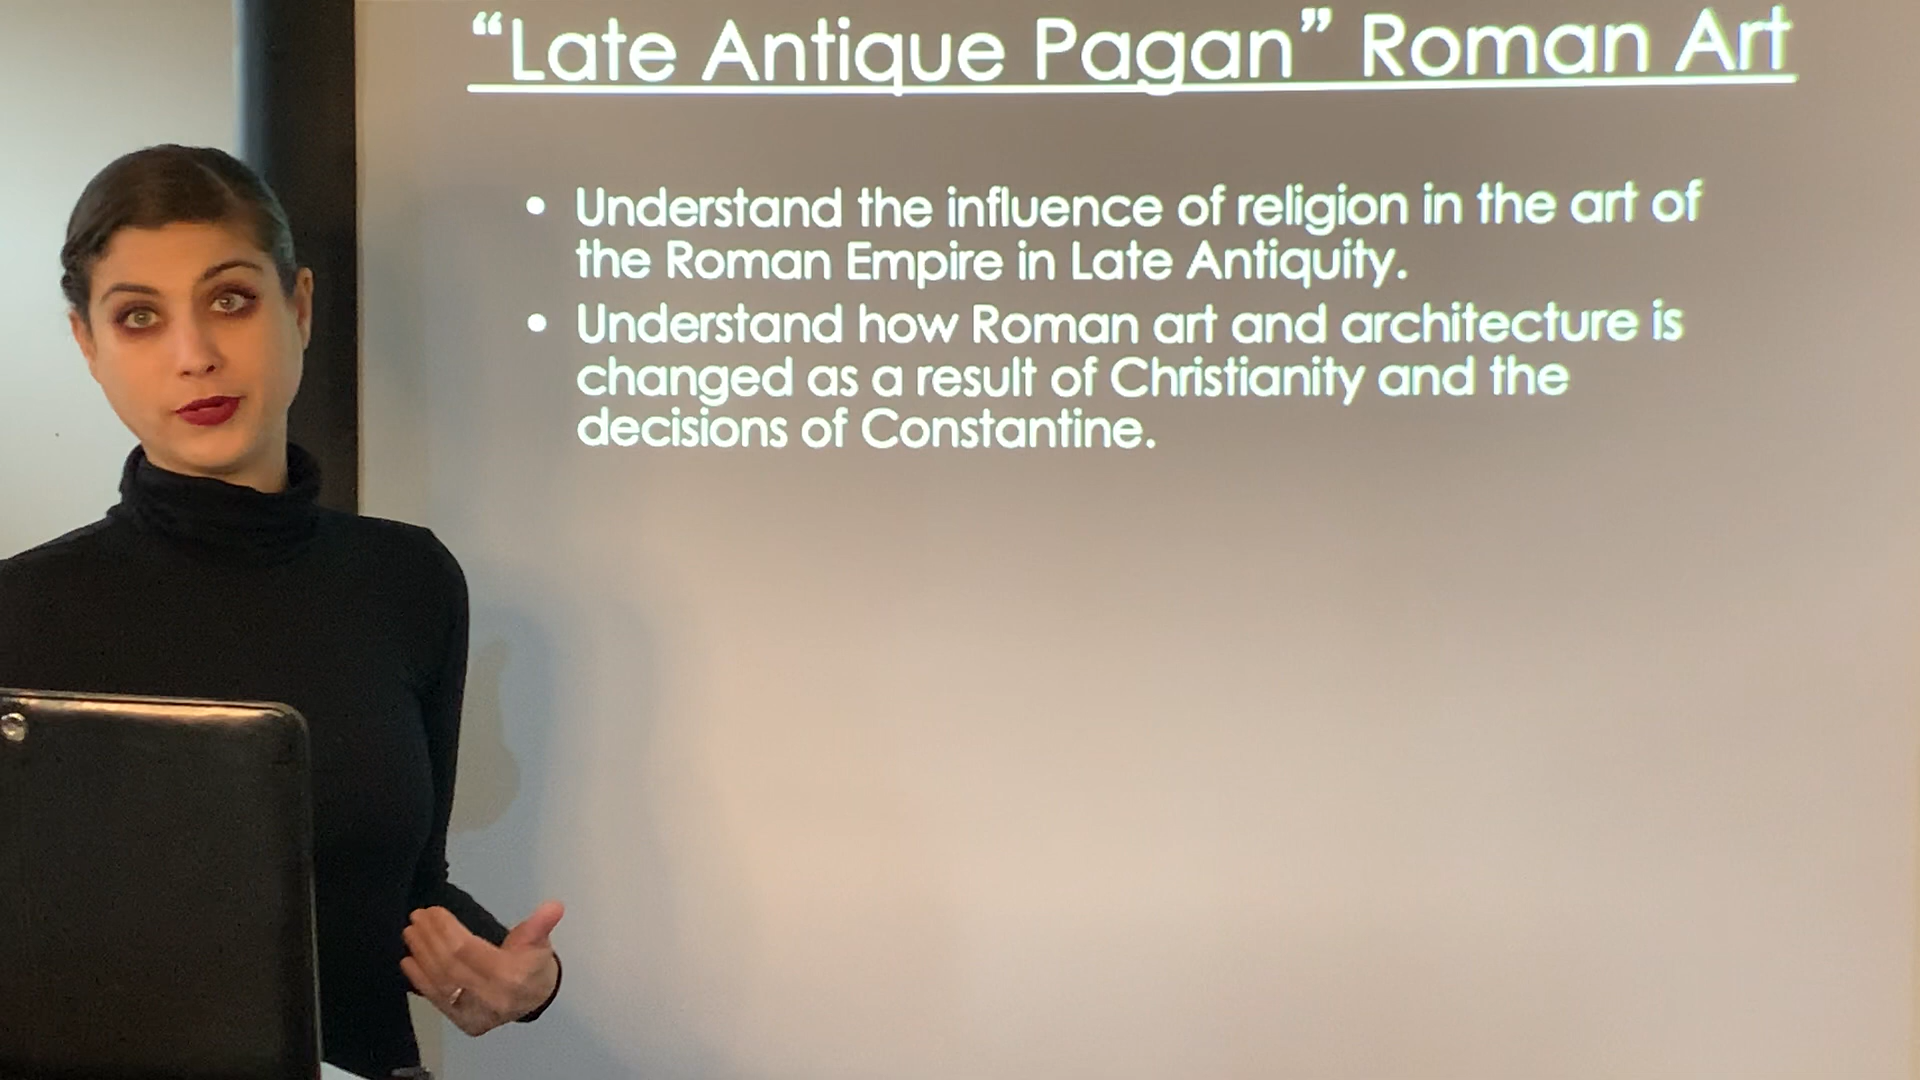 “Late Antique Pagan” Roman Art
• Understand the influence of religion in the art of
the Roman Empire in Late Antiquity.
• Understand how Roman art and architecture is
changed as a result of Christianity and the
decisions of Constantine.